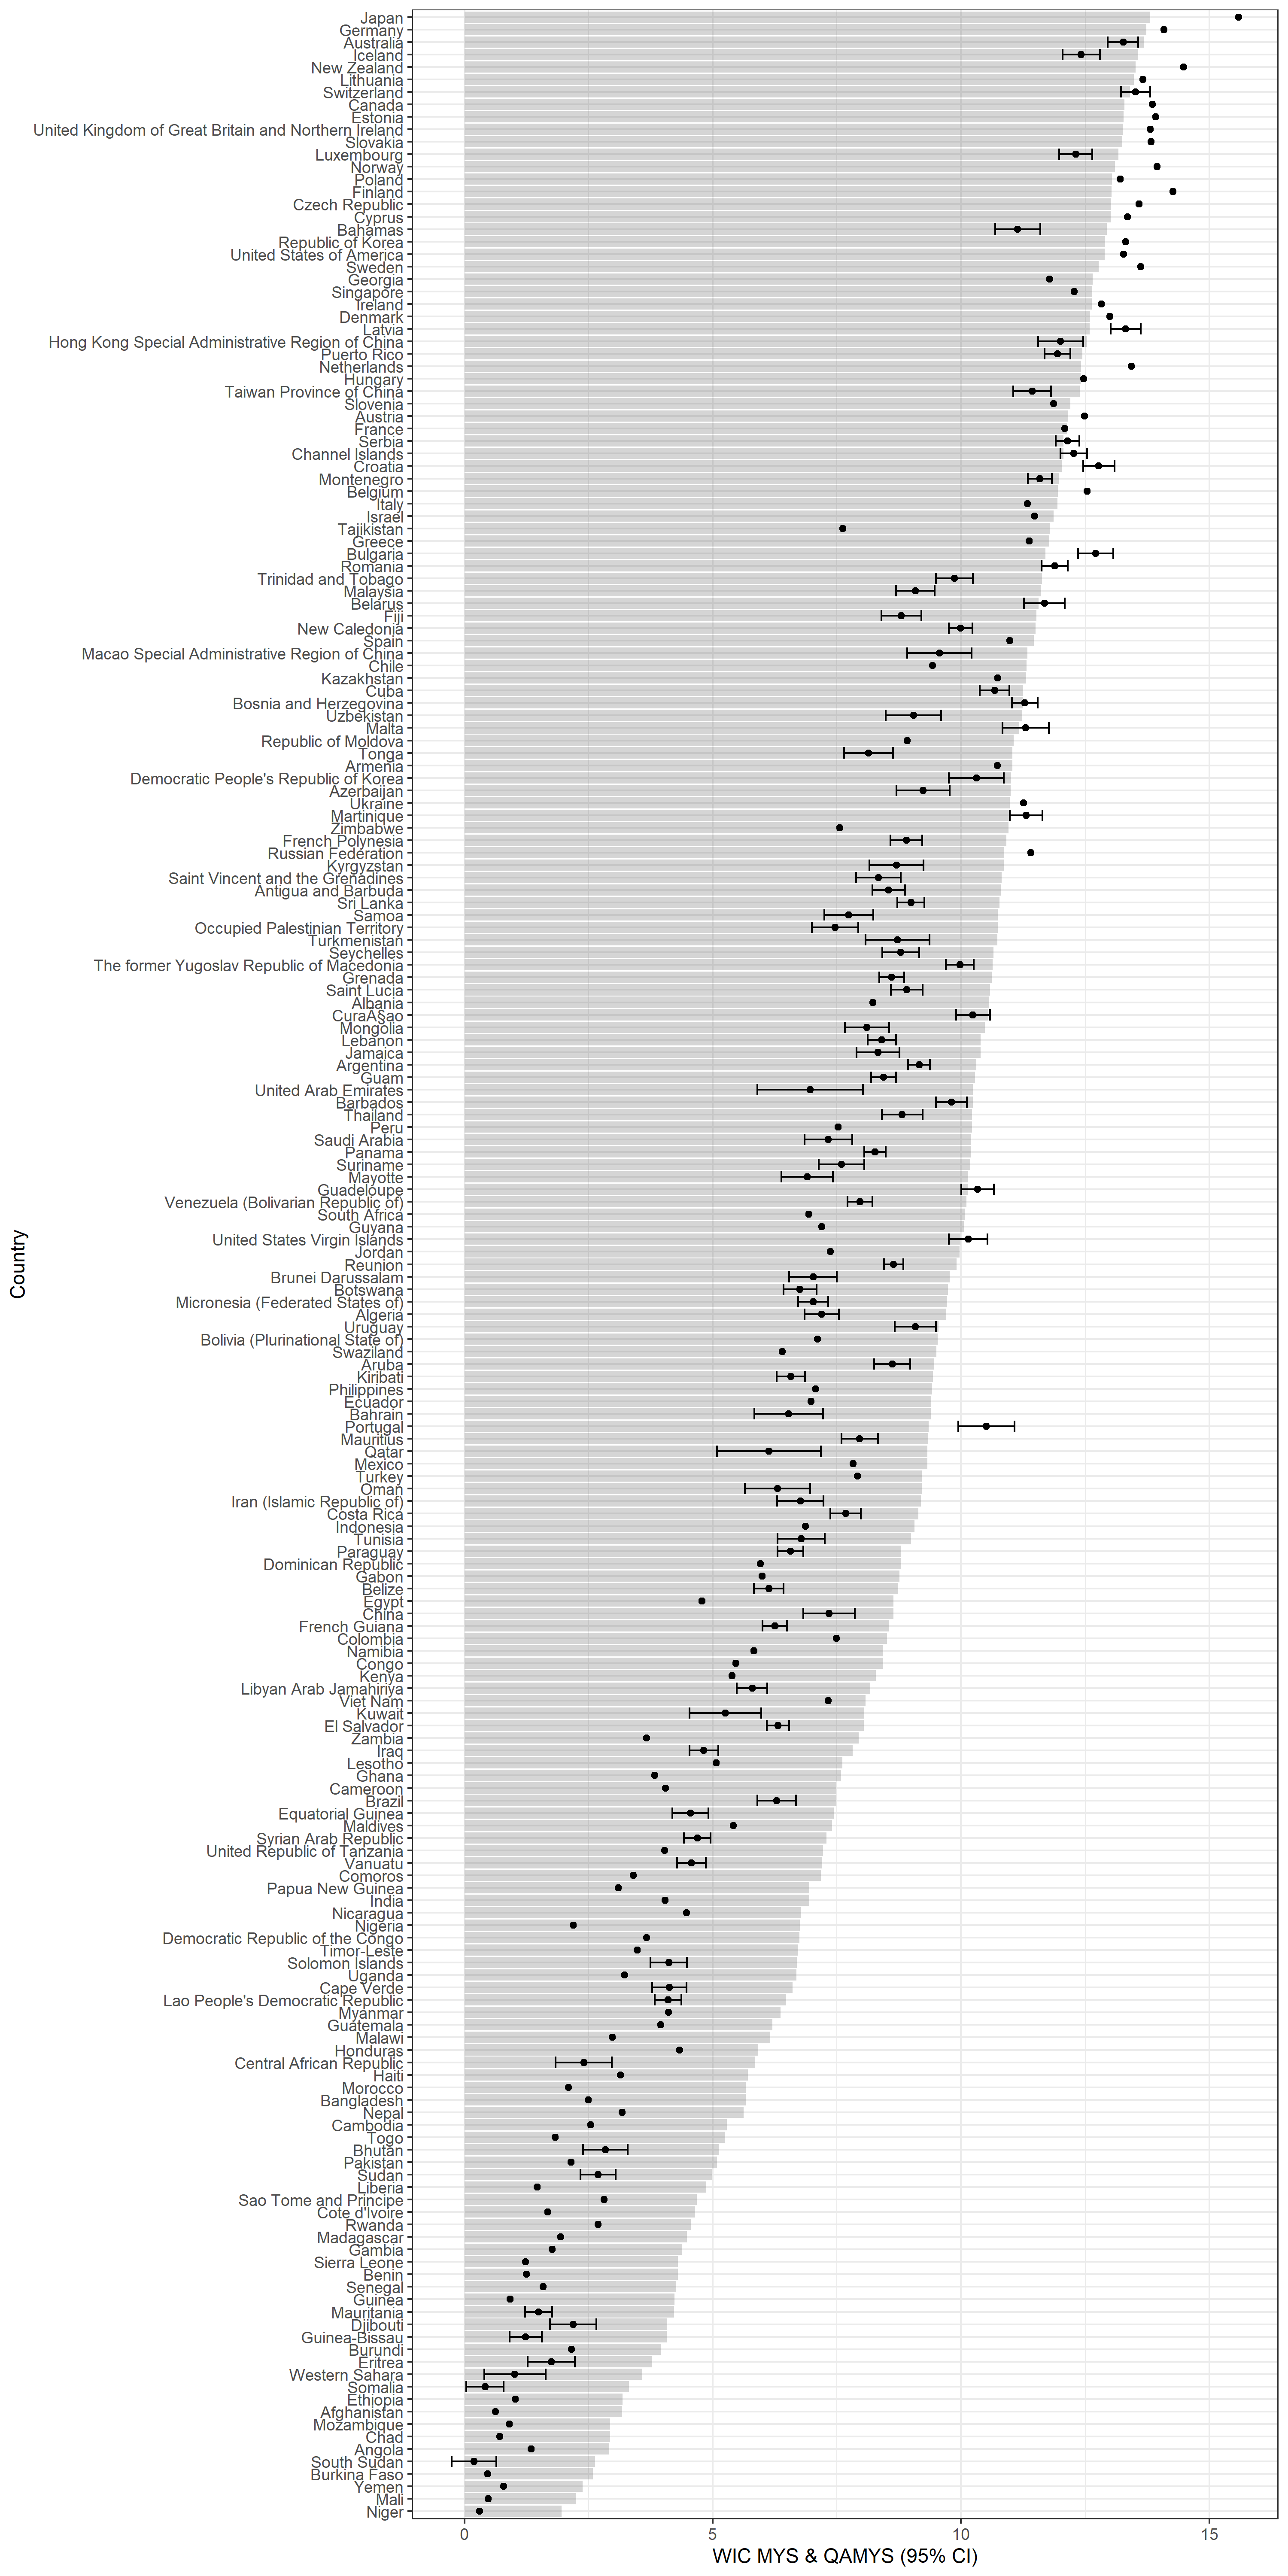 Japan
Germany
Australia
Iceland
New Zealand
Lithuania
Switzerland
Canada
Estonia
United Kingdom of Great Britain and Northern Ireland
Slovakia
Luxembourg
Norway
Poland
Finland
Czech Republic
Cyprus
Bahamas
Republic of Korea
United States of America
Sweden
Georgia
Singapore
Ireland
Denmark
Latvia
Hong Kong Special Administrative Region of China
Puerto Rico
Netherlands
Hungary
Taiwan Province of China
Slovenia
Austria
France
Serbia
Channel Islands
Croatia
Montenegro
Belgium
Italy
Israel
Tajikistan
Greece
Bulgaria
Romania
Trinidad and Tobago
Malaysia
Belarus
Fiji
New Caledonia
Spain
Macao Special Administrative Region of China
Chile
Kazakhstan
Cuba
Bosnia and Herzegovina
Uzbekistan
Malta
Republic of Moldova
Tonga
Armenia
Democratic People's Republic of Korea
Azerbaijan
Ukraine
Martinique
Zimbabwe
French Polynesia
Russian Federation
Kyrgyzstan
Saint Vincent and the Grenadines
Antigua and Barbuda
Sri Lanka
Samoa
Occupied Palestinian Territory
Turkmenistan
Seychelles
The former Yugoslav Republic of Macedonia
Grenada
Saint Lucia
Albania
CuraÃ§ao
Mongolia
Lebanon
Jamaica
Argentina
Guam
United Arab Emirates
Barbados
Thailand
Peru
Saudi Arabia
Panama
Suriname
Mayotte
Guadeloupe
Venezuela (Bolivarian Republic of)
South Africa
Guyana
United States Virgin Islands
Jordan
Reunion
Brunei Darussalam
Botswana
Micronesia (Federated States of)
Algeria
Uruguay
Bolivia (Plurinational State of)
Swaziland
Aruba
Kiribati
Philippines
Ecuador
Bahrain
Portugal
Mauritius
Qatar
Mexico
Turkey
Oman
Iran (Islamic Republic of)
Costa Rica
Indonesia
Tunisia
Paraguay
Dominican Republic
Gabon
Belize
Egypt
China
French Guiana
Colombia
Namibia
Congo
Kenya
Libyan Arab Jamahiriya
Viet Nam
Kuwait
El Salvador
Zambia
Iraq
Lesotho
Ghana
Cameroon
Brazil
Equatorial Guinea
Maldives
Syrian Arab Republic
United Republic of Tanzania
Vanuatu
Comoros
Papua New Guinea
India
Nicaragua
Nigeria
Democratic Republic of the Congo
Timor-Leste
Solomon Islands
Uganda
Cape Verde
Lao People's Democratic Republic
Myanmar
Guatemala
Malawi
Honduras
Central African Republic
Haiti
Morocco
Bangladesh
Nepal
Cambodia
Togo
Bhutan
Pakistan
Sudan
Liberia
Sao Tome and Principe
Cote d'Ivoire
Rwanda
Madagascar
Gambia
Sierra Leone
Benin
Senegal
Guinea
Mauritania
Djibouti
Guinea-Bissau
Burundi
Eritrea
Western Sahara
Somalia
Ethiopia
Afghanistan
Mozambique
Chad
Angola
South Sudan
Burkina Faso
Yemen
Mali
Niger
Country
0 5 10 15
WIC MYS & QAMYS (95% CI)